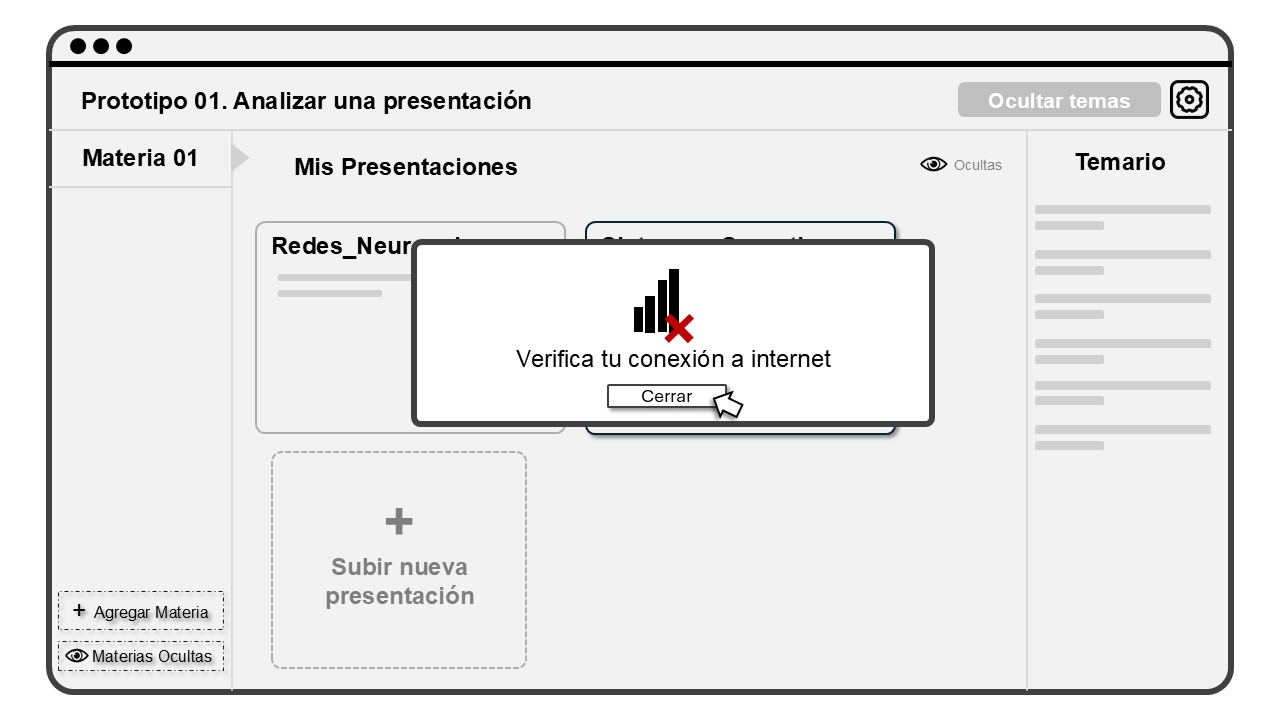 Prototipo 01. Analizar una presentación
Ocultar temas
Materia 01
Mis Presentaciones
Ocultas
Temario
Verifica tu conexión a internet
Cerrar
+
Subir nueva
presentación
+ Agregar Materia
Materias Ocultas